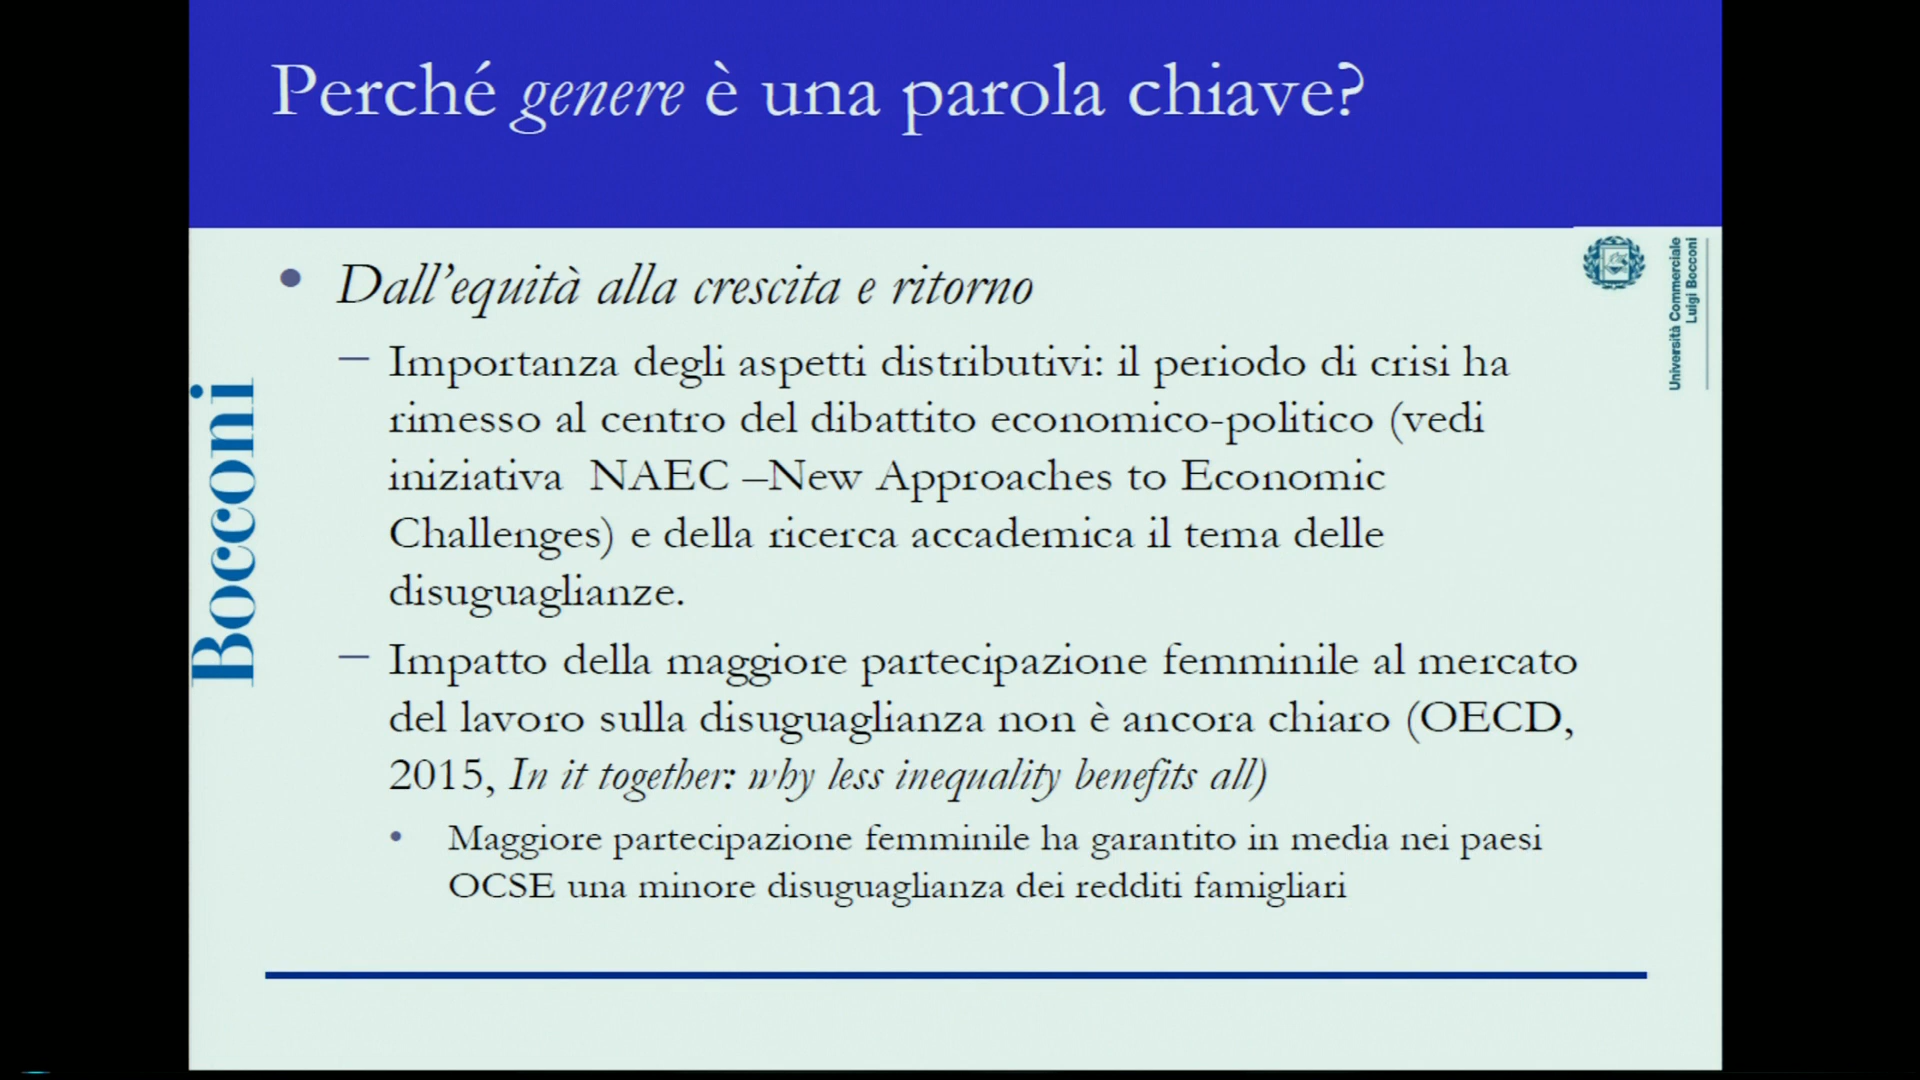 Perché genere è una parola chiave?
Università Commerciale
Luigi Bocconi
Bocconi
• Dall’equità alla crescita e ritorno
– Importanza degli aspetti distributivi: il periodo di crisi ha
rimesso al centro del dibattito economico-politico (vedi
iniziativa  NAEC –New Approaches to Economic
Challenges) e della ricerca accademica il tema delle
disuguaglianze.
– Impatto della maggiore partecipazione femminile al mercato
del lavoro sulla disuguaglianza non è ancora chiaro (OECD,
2015, In it together: why less inequality benefits all)
• Maggiore partecipazione femminile ha garantito in media nei paesi
OCSE una minore disuguaglianza dei redditi famigliari